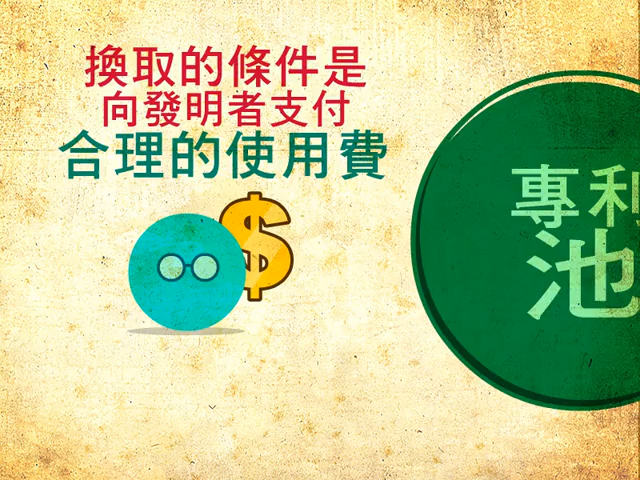 換取的條件是
向發明者支付
合理的使用費
專利
池